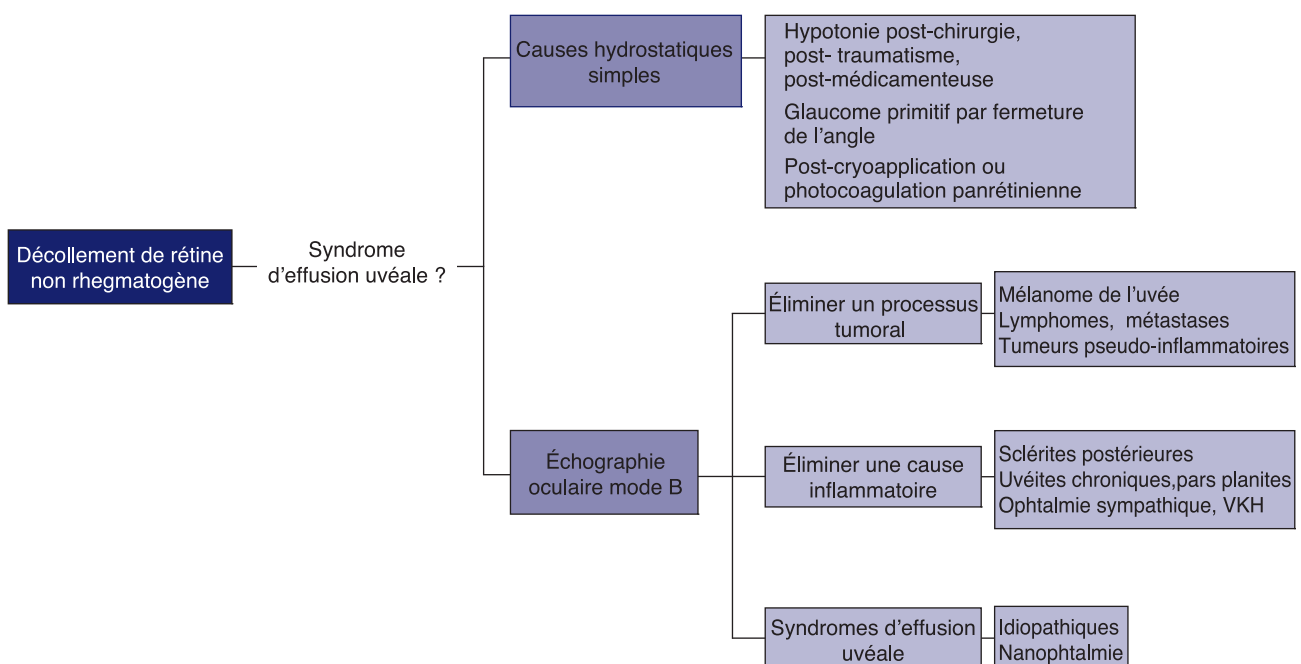 Décollement de rétine
non rhegmatogène
Syndrome
d'effusion uvéale ?
Causes hydrostatiques
simples
Hypotonie post-chirurgie,
post- traumatisme,
post-médicamenteuse
Glaucome primitif par fermeture
de l'angle
Post-cryoapplication ou
photocoagulation panrétinienne
Échographie
oculaire mode B
Éliminer un processus
tumoral
Mélanome de l'uvée
Lymphomes, métastases
Tumeurs pseudo-inflammatoires
Éliminer une cause
inflammatoire
Sclérites postérieures
Uvéites chroniques,pars planites
Ophtalmie sympathique, VKH
Syndromes d'effusion
uvéale
Idiopathiques
Nanophtalmie